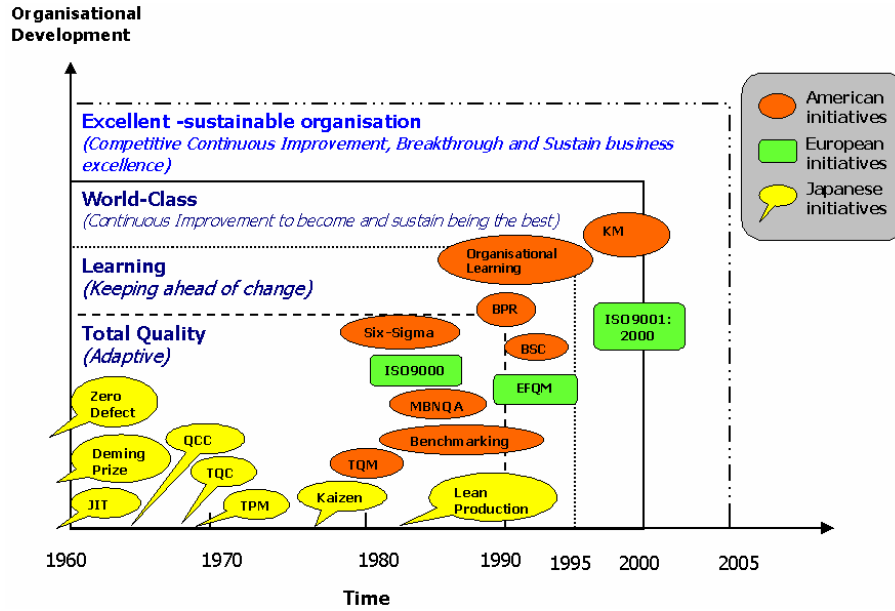 Organisational
Development
American
initiatives
European
initiatives
Japanese
initiatives
Excellent -sustainable organisation
(Competitive Continuous Improvement, Breakthrough and Sustain business
excellence)
World-Class
(Continuous Improvement to become and sustain being the best)
KM
Organisational
Learning
Learning
(Keeping ahead of change)
BPR
ISO9001:
2000
Total Quality
(Adaptive)
Six-Sigma
BSC
ISO9000
EFQM
MBNQA
Zero
Defect
QCC
Benchmarking
Deming
Prize
TQC
TQM
JIT
TPM
Kaizen
Lean
Production
1960
1970
1980
1990
1995
2000
2005
Time